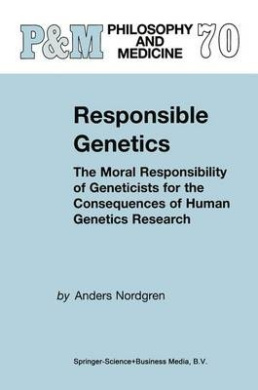 P&M PHILOSOPHY AND MEDICINE 70
Responsible
Genetics
The Moral Responsibility
of Geneticists for the
Consequences of Human
Genetics Research
by Anders Nordgren
Springer-Science+Business Media, B.V.